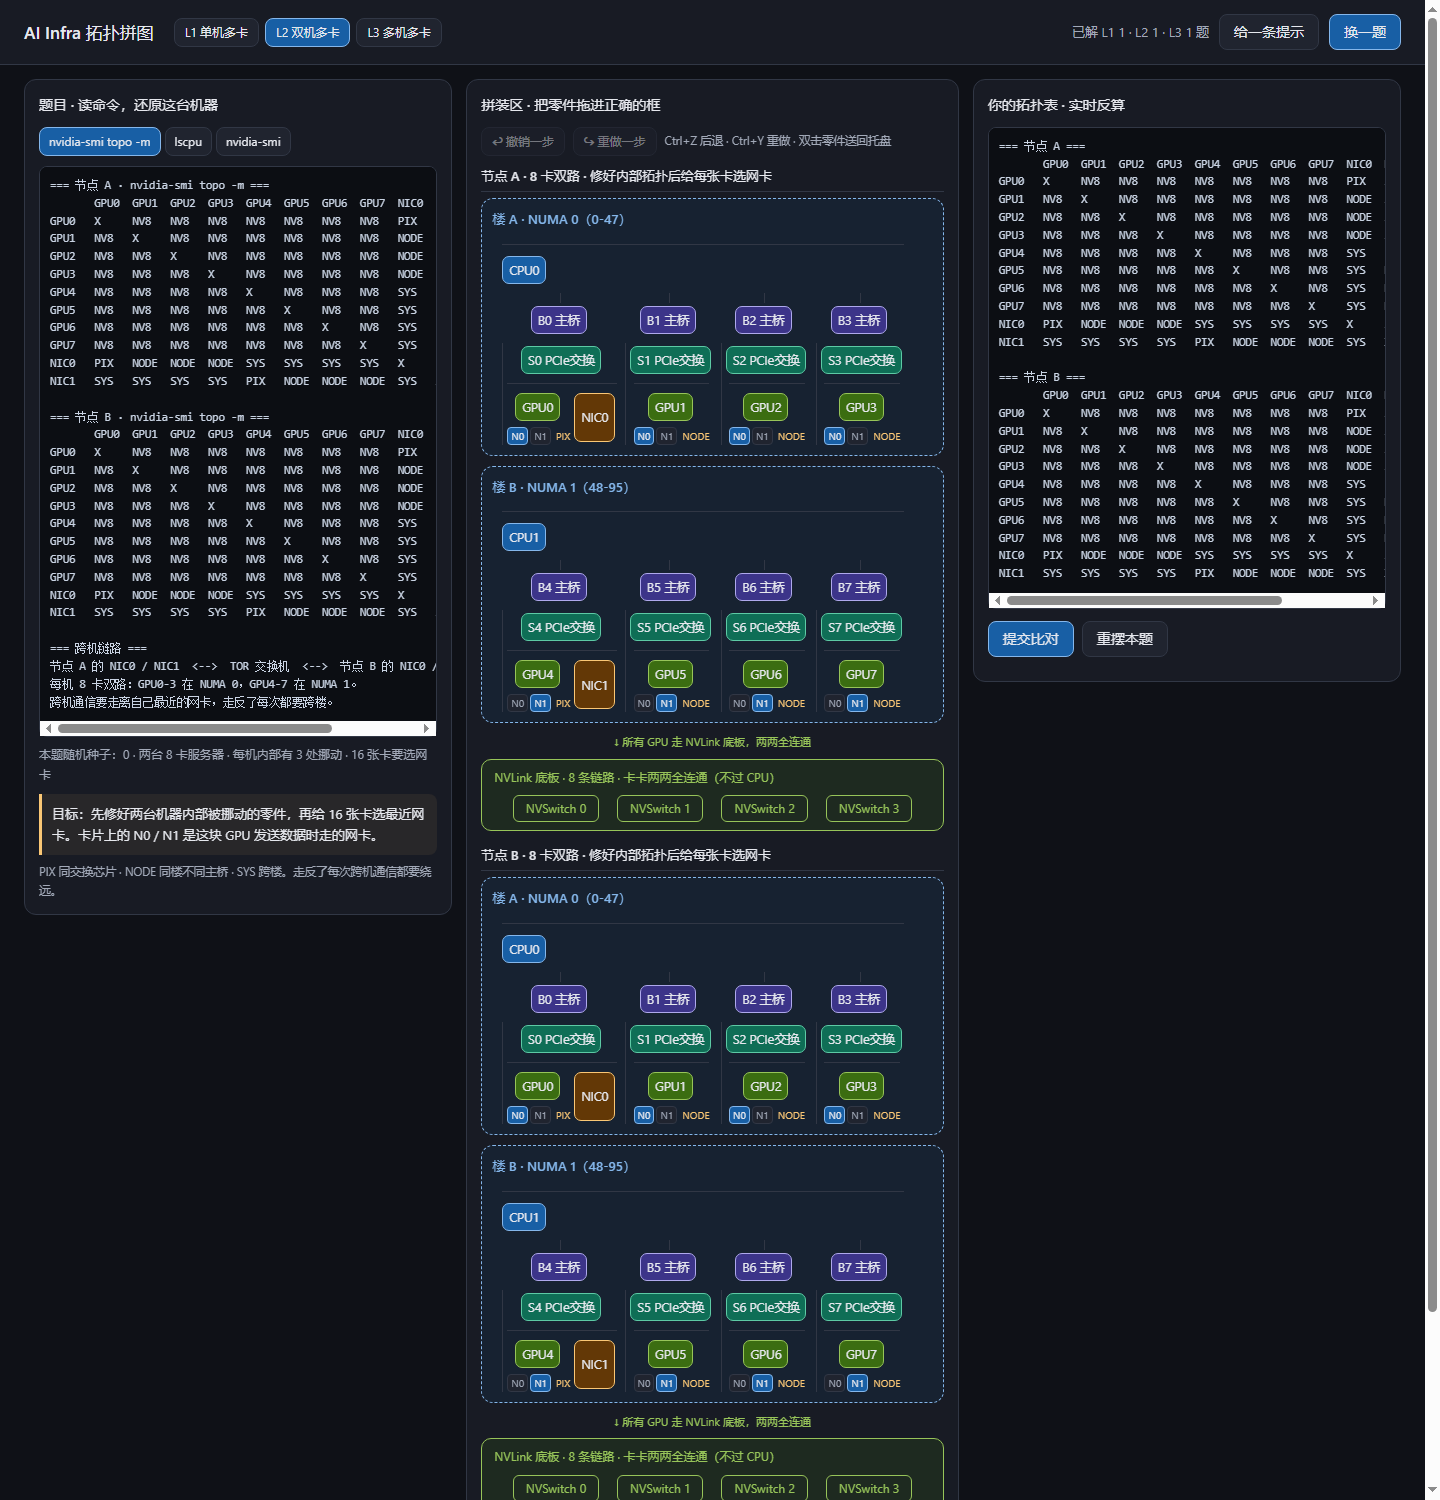 AI Infra 拓扑拼图
L1 单机多卡
L2 双机多卡
L3 多机多卡
已解 L1 1 · L2 1 · L3 1 题
给一条提示
换一题
题目 · 读命令，还原这台机器
nvidia-smi topo -m
lscpu
nvidia-smi
=== 节点 A · nvidia-smi topo -m ===
GPU0 GPU1 GPU2 GPU3 GPU4 GPU5 GPU6 GPU7 NIC0
GPU0 X NV8 NV8 NV8 NV8 NV8 NV8 NV8 PIX
GPU1 NV8 X NV8 NV8 NV8 NV8 NV8 NV8 NODE
GPU2 NV8 NV8 X NV8 NV8 NV8 NV8 NV8 NODE
GPU3 NV8 NV8 NV8 X NV8 NV8 NV8 NV8 NODE
GPU4 NV8 NV8 NV8 NV8 X NV8 NV8 NV8 SYS
GPU5 NV8 NV8 NV8 NV8 NV8 X NV8 NV8 SYS
GPU6 NV8 NV8 NV8 NV8 NV8 NV8 X NV8 SYS
GPU7 NV8 NV8 NV8 NV8 NV8 NV8 NV8 X SYS
NIC0 PIX NODE NODE NODE SYS SYS SYS SYS X
NIC1 SYS SYS SYS SYS PIX NODE NODE NODE SYS
=== 节点 B · nvidia-smi topo -m ===
GPU0 GPU1 GPU2 GPU3 GPU4 GPU5 GPU6 GPU7 NIC0
GPU0 X NV8 NV8 NV8 NV8 NV8 NV8 NV8 PIX
GPU1 NV8 X NV8 NV8 NV8 NV8 NV8 NV8 NODE
GPU2 NV8 NV8 X NV8 NV8 NV8 NV8 NV8 NODE
GPU3 NV8 NV8 NV8 X NV8 NV8 NV8 NV8 NODE
GPU4 NV8 NV8 NV8 NV8 X NV8 NV8 NV8 SYS
GPU5 NV8 NV8 NV8 NV8 NV8 X NV8 NV8 SYS
GPU6 NV8 NV8 NV8 NV8 NV8 NV8 X NV8 SYS
GPU7 NV8 NV8 NV8 NV8 NV8 NV8 NV8 X SYS
NIC0 PIX NODE NODE NODE SYS SYS SYS SYS X
NIC1 SYS SYS SYS SYS PIX NODE NODE NODE SYS
=== 跨机链路 ===
节点 A 的 NIC0 / NIC1 <--> TOR 交换机 <--> 节点 B 的 NIC0 /
每机 8 卡双路：GPU0-3 在 NUMA 0，GPU4-7 在 NUMA 1。
跨机通信要走离自己最近的网卡，走反了每次都要跨楼。
本题随机种子：0 · 两台 8 卡服务器 · 每机内部有 3 处挪动 · 16 张卡要选网
卡
目标：先修好两台机器内部被挪动的零件，再给 16 张卡选最近网
卡。卡片上的 N0 / N1 是这块 GPU 发送数据时走的网卡。
PIX 同交换芯片 · NODE 同楼不同主桥 · SYS 跨楼。走反了每次跨机通信都要绕
远。
拼装区 · 把零件拖进正确的框
↩ 撤销一步
↪ 重做一步
Ctrl+Z 后退 · Ctrl+Y 重做 · 双击零件送回托盘
节点 A · 8 卡双路 · 修好内部拓扑后给每张卡选网卡
楼 A · NUMA 0（0-47）
CPU0
B0 主桥 B1 主桥 B2 主桥 B3 主桥
S0 PCIe交换 S1 PCIe交换 S2 PCIe交换 S3 PCIe交换
GPU0 NIC0 GPU1 GPU2 GPU3
N0 N1 PIX N0 N1 NODE N0 N1 NODE N0 N1 NODE
楼 B · NUMA 1（48-95）
CPU1
B4 主桥 B5 主桥 B6 主桥 B7 主桥
S4 PCIe交换 S5 PCIe交换 S6 PCIe交换 S7 PCIe交换
GPU4 NIC1 GPU5 GPU6 GPU7
N0 N1 PIX N0 N1 NODE N0 N1 NODE N0 N1 NODE
↓ 所有 GPU 走 NVLink 底板，两两全连通
NVLink 底板 · 8 条链路 · 卡卡两两全连通（不过 CPU）
NVSwitch 0 NVSwitch 1 NVSwitch 2 NVSwitch 3
节点 B · 8 卡双路 · 修好内部拓扑后给每张卡选网卡
楼 A · NUMA 0（0-47）
CPU0
B0 主桥 B1 主桥 B2 主桥 B3 主桥
S0 PCIe交换 S1 PCIe交换 S2 PCIe交换 S3 PCIe交换
GPU0 NIC0 GPU1 GPU2 GPU3
N0 N1 PIX N0 N1 NODE N0 N1 NODE N0 N1 NODE
楼 B · NUMA 1（48-95）
CPU1
B4 主桥 B5 主桥 B6 主桥 B7 主桥
S4 PCIe交换 S5 PCIe交换 S6 PCIe交换 S7 PCIe交换
GPU4 NIC1 GPU5 GPU6 GPU7
N0 N1 PIX N0 N1 NODE N0 N1 NODE N0 N1 NODE
↓ 所有 GPU 走 NVLink 底板，两两全连通
NVLink 底板 · 8 条链路 · 卡卡两两全连通（不过 CPU）
NVSwitch 0 NVSwitch 1 NVSwitch 2 NVSwitch 3
你的拓扑表 · 实时反算
=== 节点 A ===
GPU0 GPU1 GPU2 GPU3 GPU4 GPU5 GPU6 GPU7 NIC0
GPU0 X NV8 NV8 NV8 NV8 NV8 NV8 NV8 PIX
GPU1 NV8 X NV8 NV8 NV8 NV8 NV8 NV8 NODE
GPU2 NV8 NV8 X NV8 NV8 NV8 NV8 NV8 NODE
GPU3 NV8 NV8 NV8 X NV8 NV8 NV8 NV8 NODE
GPU4 NV8 NV8 NV8 NV8 X NV8 NV8 NV8 SYS
GPU5 NV8 NV8 NV8 NV8 NV8 X NV8 NV8 SYS
GPU6 NV8 NV8 NV8 NV8 NV8 NV8 X NV8 SYS
GPU7 NV8 NV8 NV8 NV8 NV8 NV8 NV8 X SYS
NIC0 PIX NODE NODE NODE SYS SYS SYS SYS X
NIC1 SYS SYS SYS SYS PIX NODE NODE NODE SYS
=== 节点 B ===
GPU0 GPU1 GPU2 GPU3 GPU4 GPU5 GPU6 GPU7 NIC0
GPU0 X NV8 NV8 NV8 NV8 NV8 NV8 NV8 PIX
GPU1 NV8 X NV8 NV8 NV8 NV8 NV8 NV8 NODE
GPU2 NV8 NV8 X NV8 NV8 NV8 NV8 NV8 NODE
GPU3 NV8 NV8 NV8 X NV8 NV8 NV8 NV8 NODE
GPU4 NV8 NV8 NV8 NV8 X NV8 NV8 NV8 SYS
GPU5 NV8 NV8 NV8 NV8 NV8 X NV8 NV8 SYS
GPU6 NV8 NV8 NV8 NV8 NV8 NV8 X NV8 SYS
GPU7 NV8 NV8 NV8 NV8 NV8 NV8 NV8 X SYS
NIC0 PIX NODE NODE NODE SYS SYS SYS SYS X
NIC1 SYS SYS SYS SYS PIX NODE NODE NODE SYS
提交比对
重摆本题